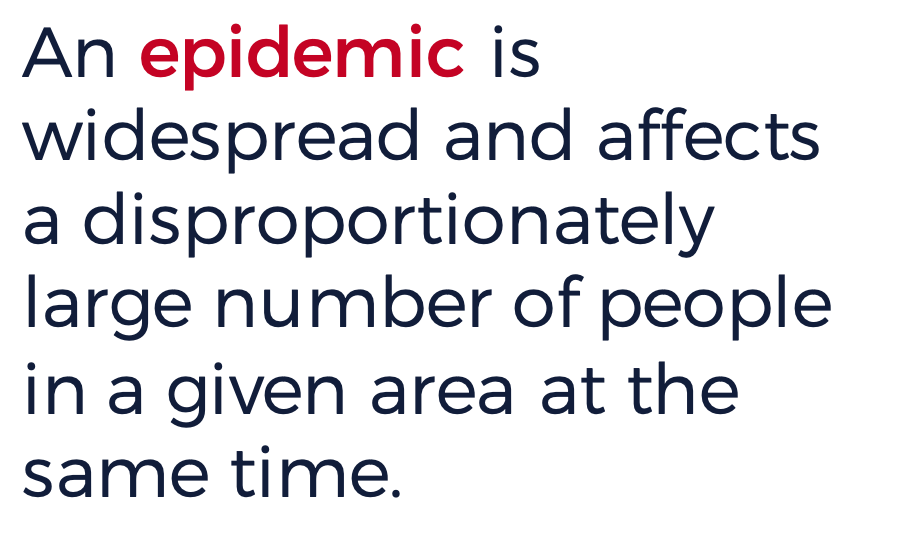 An epidemic is
widespread and affects
a disproportionately
large number of people
in a given area at the
same time.